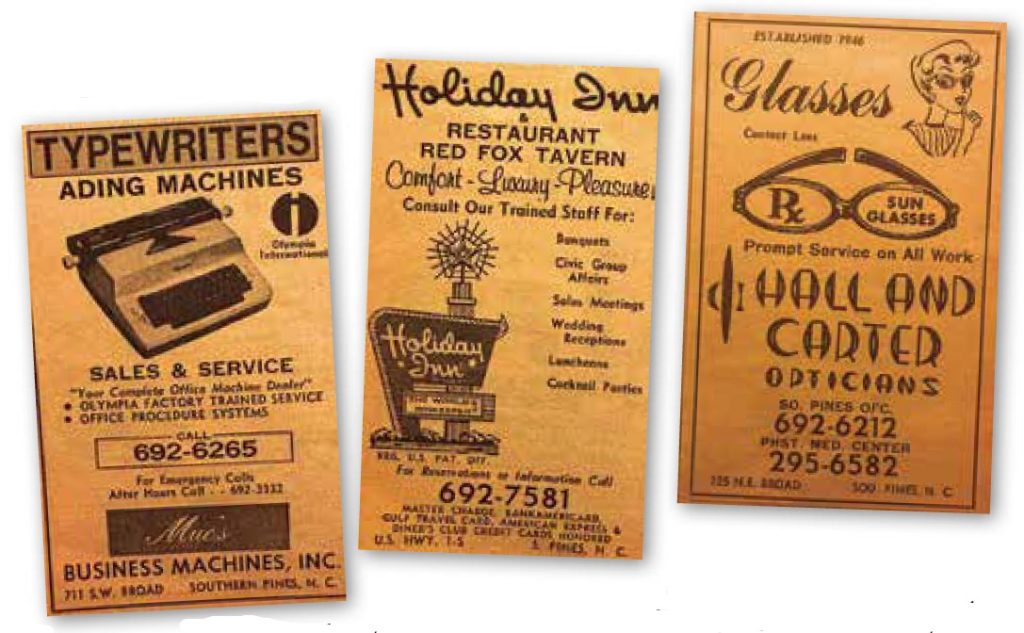 TYPEWRITERS
ADING MACHINES
Olympia
International
SALES & SERVICE
"Your Complete Office Machine Dealer"
• OLYMPIA FACTORY TRAINED SERVICE
• OFFICE PROCEDURE SYSTEMS
CALL
692-6265
For Emergency Calls
After Hours Call - - 692-3332
Mac's
BUSINESS MACHINES, INC.
711 S.W. BROAD SOUTHERN PINES, N. C.
Holiday Inn
&
RESTAURANT
RED FOX TAVERN
Comfort - Luxury - Pleasure
Consult Our Trained Staff For:
Banquets
Civic Group
Affairs
Sales Meetings
Wedding
Receptions
Luncheons
Cocktail Parties
Holiday
Inn
THE WORLD'S
INNKEEPER
REG. U.S. PAT. OFF.
For Reservations or Information Call
692-7581
MASTER CHARGE, BANKAMERICARD,
GULF TRAVEL CARD, AMERICAN EXPRESS &
DINER'S CLUB CREDIT CARDS HONORED
U.S. HWY. 1-S S. PINES, N. C.
ESTABLISHED 1946
Glasses
Contact Lens
Rx
SUN
GLASSES
Prompt Service on All Work
HALL AND
CARTER
OPTICIANS
SO. PINES OFC.
692-6212
PHST. MED. CENTER
295-6582
125 N.E. BROAD SOU. PINES, N. C.